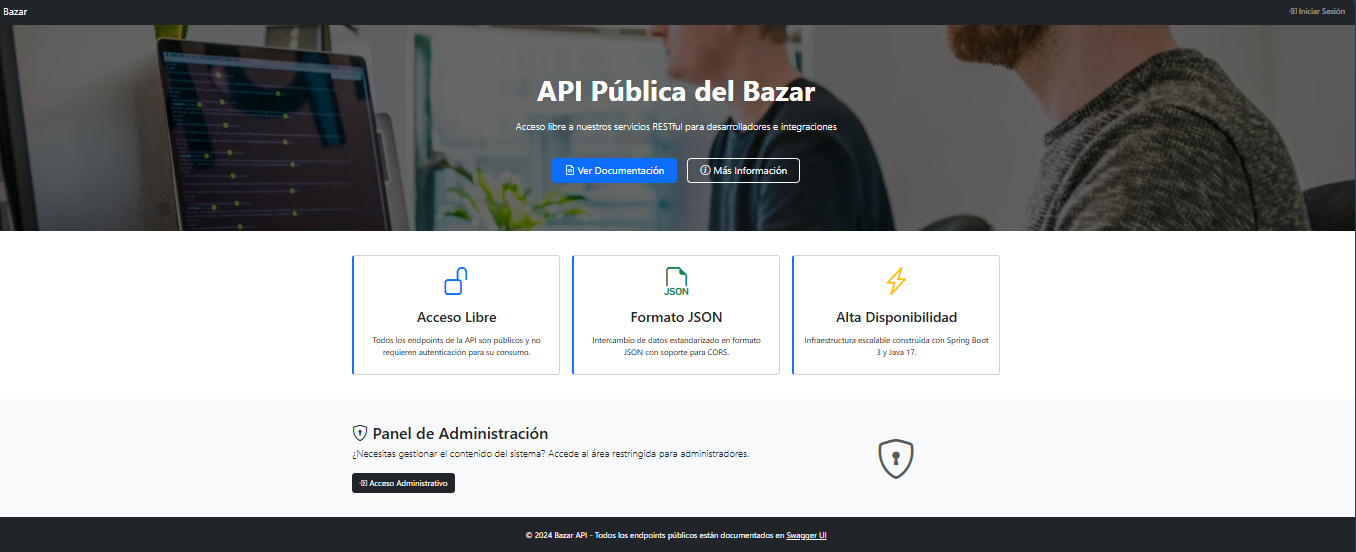 Bazar
Iniciar Sesión
API Pública del Bazar
Acceso libre a nuestros servicios RESTful para desarrolladores e integraciones
Ver Documentación
Más Información
JSON
Acceso Libre
Todos los endpoints de la API son públicos y no
requieren autenticación para su consumo.
Formato JSON
Intercambio de datos estandarizado en formato
JSON con soporte para CORS.
Alta Disponibilidad
Infraestructura escalable construida con Spring Boot
3 y Java 17.
Panel de Administración
¿Necesitas gestionar el contenido del sistema? Accede al área restringida para administradores.
Acceso Administrativo
© 2024 Bazar API - Todos los endpoints públicos están documentados en Swagger UI